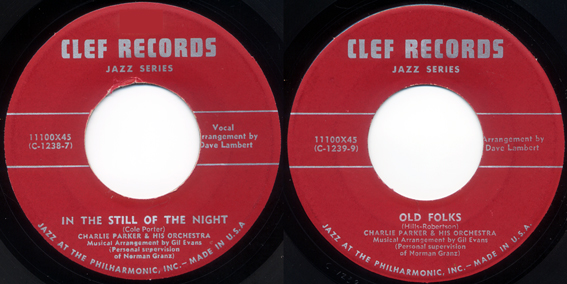 CLEF RECORDS
JAZZ SERIES
11100X45
(C-1238-7)
Vocal
Arrangement by
Dave Lambert
IN THE STILL OF THE NIGHT
(Cole Porter)
CHARLIE PARKER & HIS ORCHESTRA
Musical Arrangement by Gil Evans
(Personal supervision
of Norman Granz)
JAZZ AT THE PHILHARMONIC, INC.—MADE IN U.S.A.
CLEF RECORDS
JAZZ SERIES
11100X45
(C-1239-9)
Arrangement by
Dave Lambert
OLD FOLKS
(Hills-Robertson)
CHARLIE PARKER & HIS ORCHESTRA
Musical Arrangement by Gil Evans
(Personal supervision
of Norman Granz)
JAZZ AT THE PHILHARMONIC, INC.—MADE IN U.S.A.